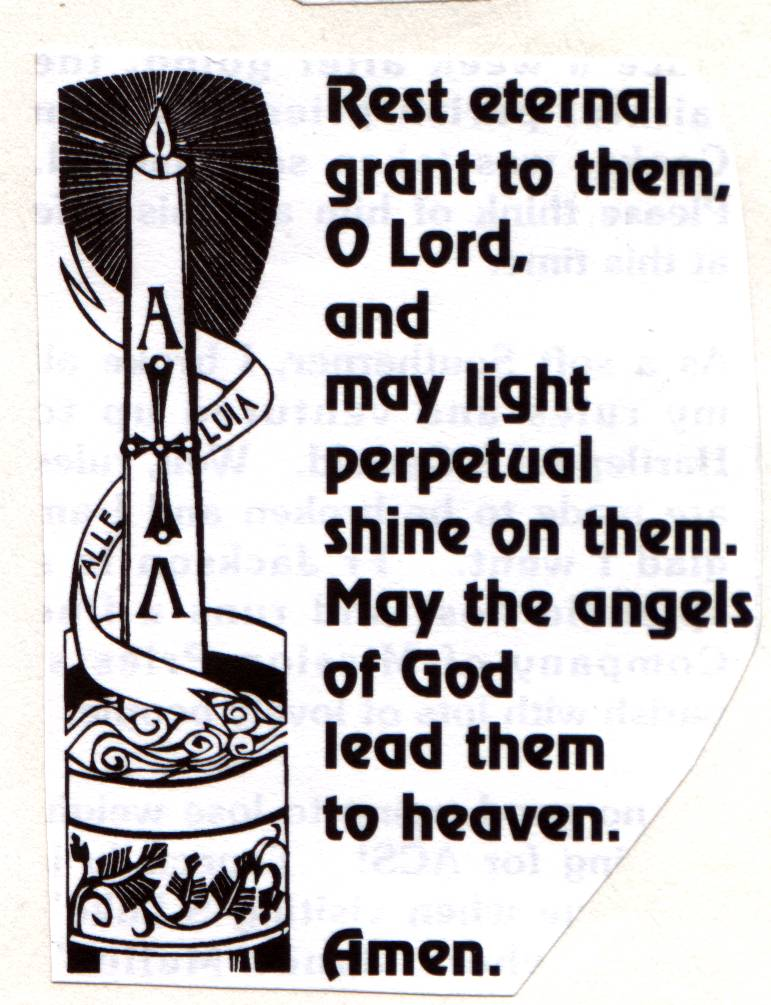 Rest eternal
grant to them,
O Lord,
and
may light
perpetual
shine on them.
May the angels
of God
lead them
to heaven.
Amen.
A
ALLE
LUIA
Λ